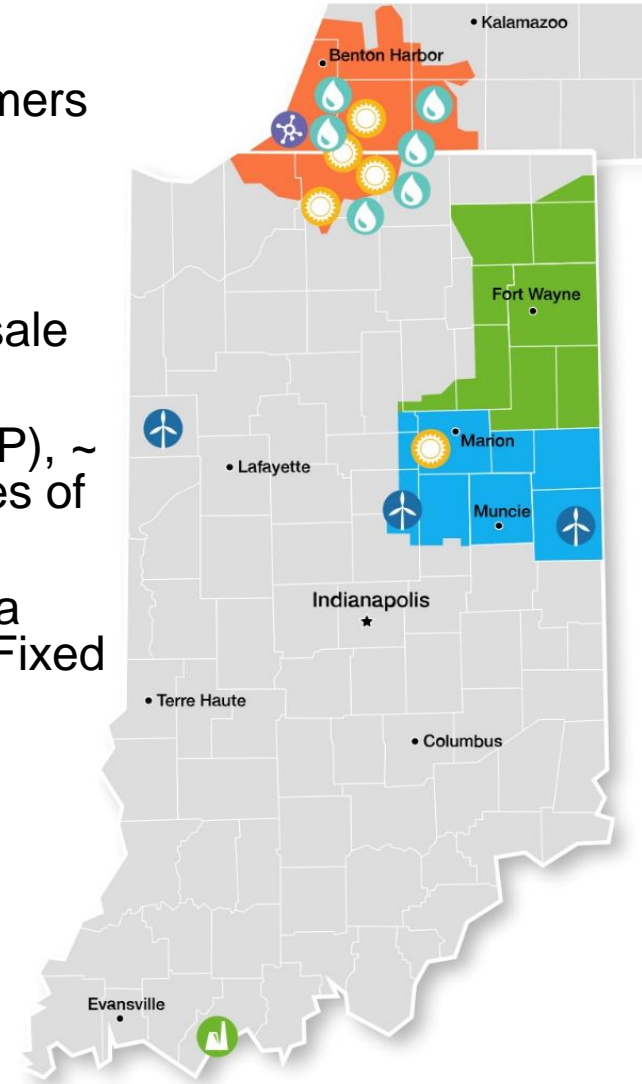 Kalamazoo
Benton Harbor
mers
sale
Fort Wayne
P), ~
Marion
Lafayette
es of
Muncie
Indianapolis
a
Fixed
Terre Haute
Columbus
Evansville